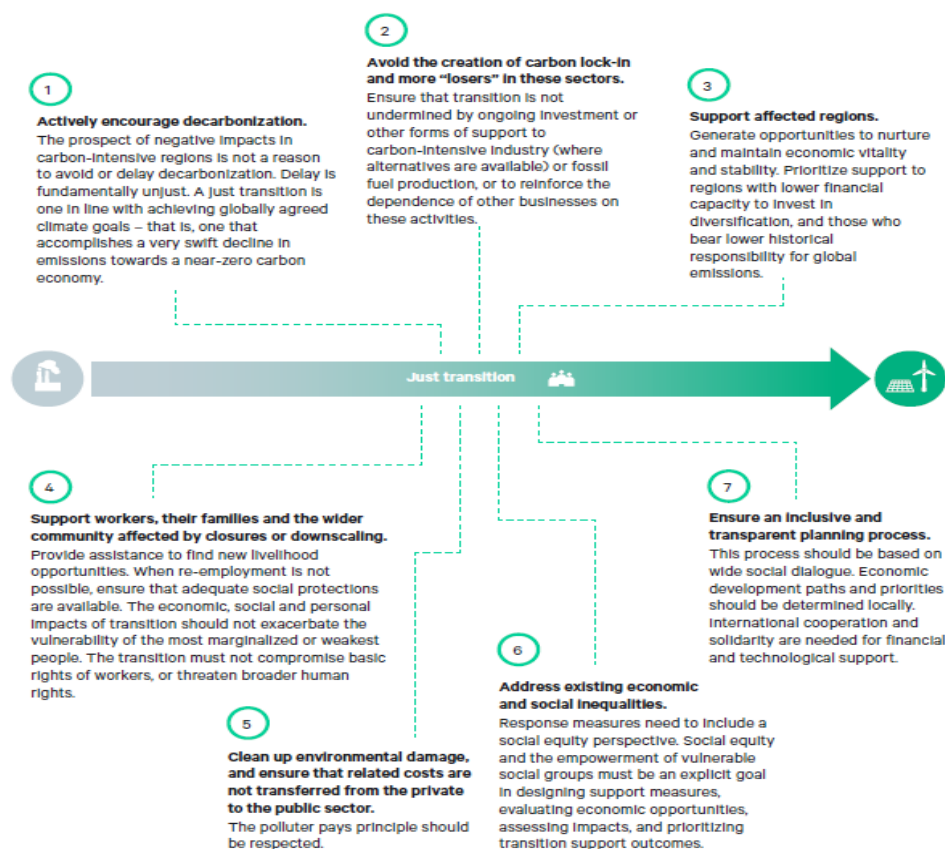 1
Actively encourage decarbonization.
The prospect of negative impacts in
carbon-intensive regions is not a reason
to avoid or delay decarbonization. Delay is
fundamentally unjust. A just transition is
one in line with achieving globally agreed
climate goals – that is, one that
accomplishes a very swift decline in
emissions towards a near-zero carbon
economy.
2
Avoid the creation of carbon lock-in
and more “losers” in these sectors.
Ensure that transition is not
undermined by ongoing investment or
other forms of support to
carbon-intensive industry (where
alternatives are available) or fossil
fuel production, or to reinforce the
dependence of other businesses on
these activities.
3
Support affected regions.
Generate opportunities to nurture
and maintain economic vitality
and stability. Prioritize support to
regions with lower financial
capacity to invest in
diversification, and those who
bear lower historical
responsibility for global
emissions.
Just transition
4
Support workers, their families and the wider
community affected by closures or downscaling.
Provide assistance to find new livelihood
opportunities. When re-employment is not
possible, ensure that adequate social protections
are available. The economic, social and personal
impacts of transition should not exacerbate the
vulnerability of the most marginalized or weakest
people. The transition must not compromise basic
rights of workers, or threaten broader human
rights.
5
Clean up environmental damage,
and ensure that related costs are
not transferred from the private
to the public sector.
The polluter pays principle should
be respected.
6
Address existing economic
and social inequalities.
Response measures need to include a
social equity perspective. Social equity
and the empowerment of vulnerable
social groups must be an explicit goal
in designing support measures,
evaluating economic opportunities,
assessing impacts, and prioritizing
transition support outcomes.
7
Ensure an inclusive and
transparent planning process.
This process should be based on
wide social dialogue. Economic
development paths and priorities
should be determined locally.
International cooperation and
solidarity are needed for financial
and technological support.